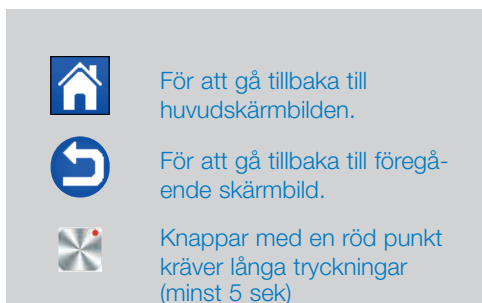 För att gå tillbaka till
huvudskärmbilden.
För att gå tillbaka till föregå-
ende skärmbild.
Knappar med en röd punkt
kräver långa tryckningar
(minst 5 sek)